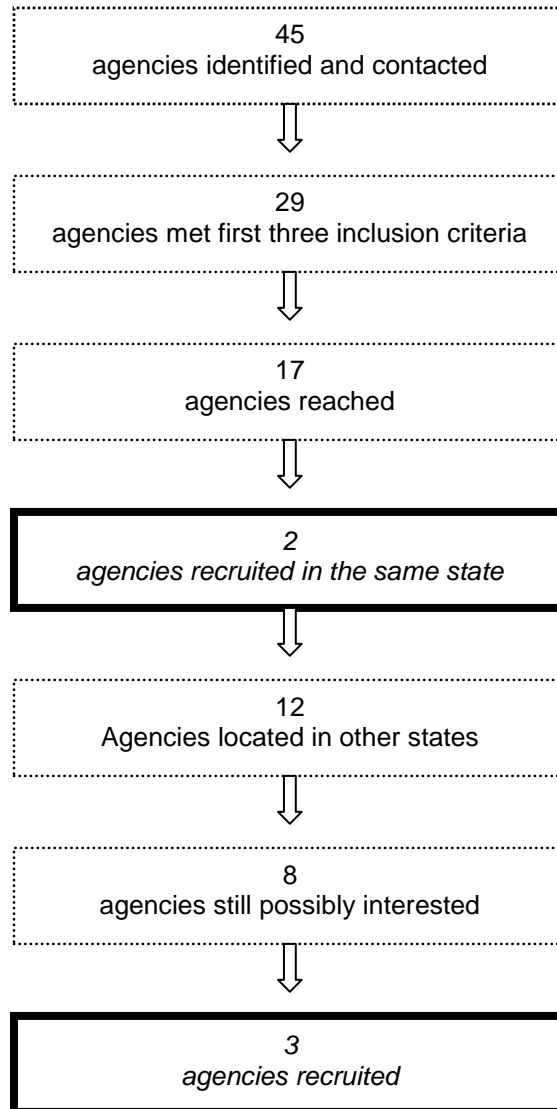 45
agencies identified and contacted
29
agencies met first three inclusion criteria
17
agencies reached
2
agencies recruited in the same state
12
Agencies located in other states
8
agencies still possibly interested
3
agencies recruited